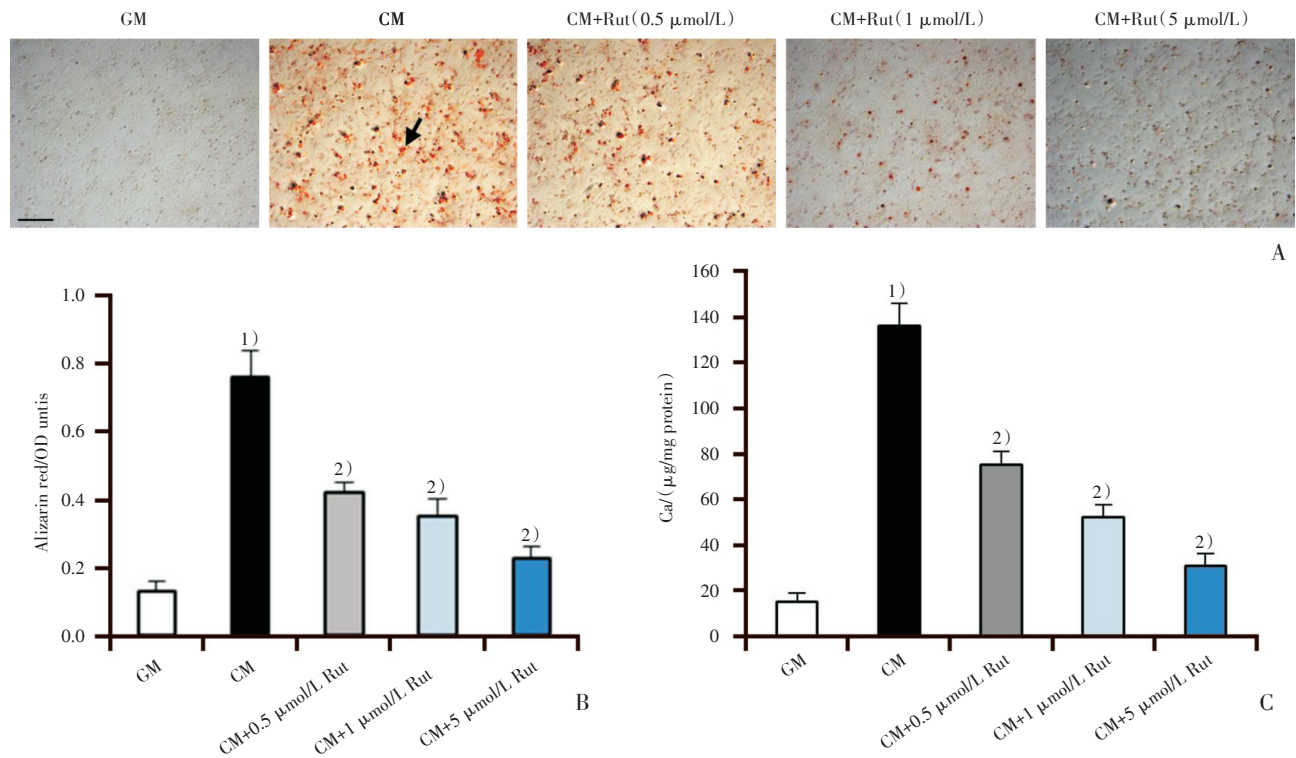 GM
CM
CM+Rut(0.5 μmol/L)
CM+Rut(1 μmol/L)
CM+Rut(5 μmol/L)
A
1.0
0.8
0.6
0.4
0.2
0.0
Alizarin red/OD untis
1)
2)
2)
2)
GM
CM
CM+0.5 μmol/L Rut
CM+1 μmol/L Rut
CM+5 μmol/L Rut
B
160
140
120
100
80
60
40
20
0
Ca/(μg/mg protein)
1)
2)
2)
2)
GM
CM
CM+0.5 μmol/L Rut
CM+1 μmol/L Rut
CM+5 μmol/L Rut
C